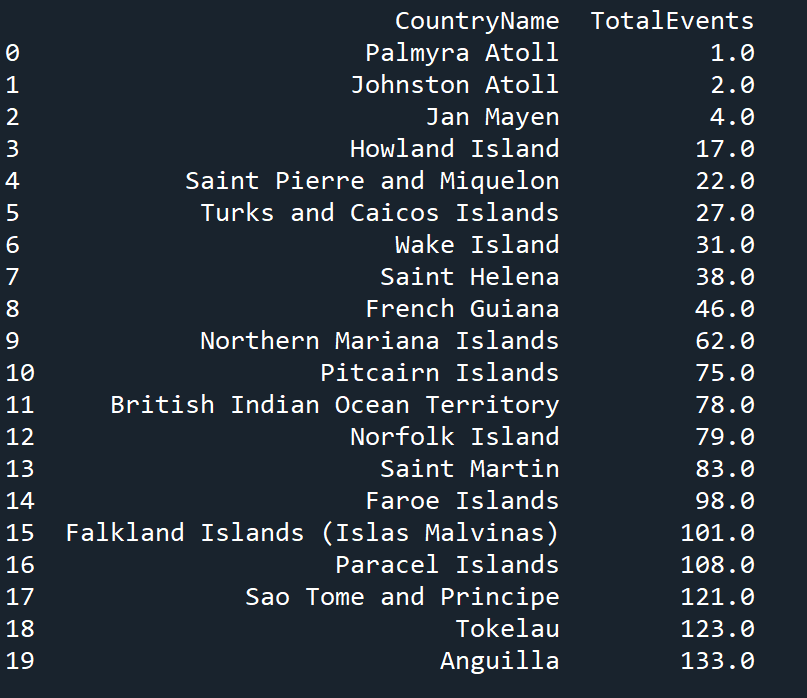 CountryName TotalEvents
0 Palmyra Atoll 1.0
1 Johnston Atoll 2.0
2 Jan Mayen 4.0
3 Howland Island 17.0
4 Saint Pierre and Miquelon 22.0
5 Turks and Caicos Islands 27.0
6 Wake Island 31.0
7 Saint Helena 38.0
8 French Guiana 46.0
9 Northern Mariana Islands 62.0
10 Pitcairn Islands 75.0
11 British Indian Ocean Territory 78.0
12 Norfolk Island 79.0
13 Saint Martin 83.0
14 Faroe Islands 98.0
15 Falkland Islands (Islas Malvinas) 101.0
16 Paracel Islands 108.0
17 Sao Tome and Principe 121.0
18 Tokelau 123.0
19 Anguilla 133.0